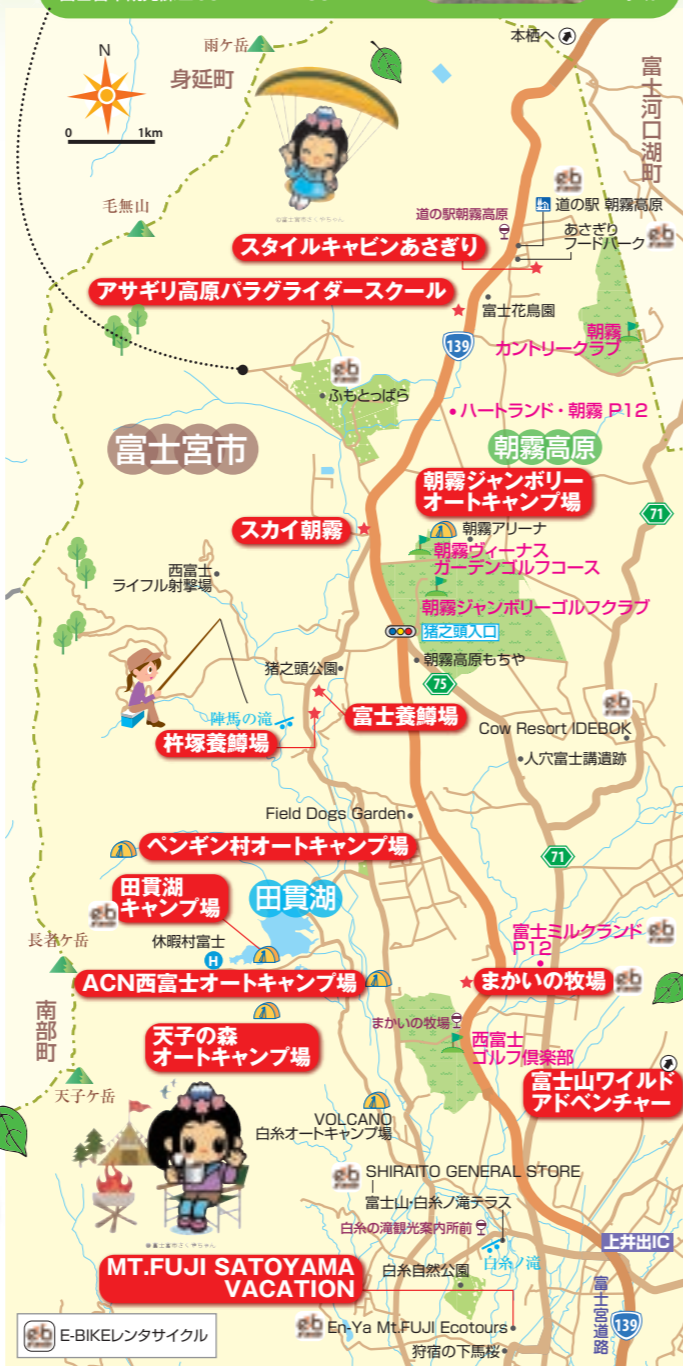 N
0 1km
雨ケ岳
身延町
本栖へ
富士河口湖町
©富士宮市さくやちゃん
毛無山
道の駅朝霧高原
道の駅 朝霧高原
あさぎり
フードパーク
スタイルキャビンあさぎり
アサギリ高原パラグライダースクール
富士花鳥園
139
朝霧
カントリークラブ
ふもとっぱら
ハートランド・朝霧 P12
富士宮市
朝霧高原
朝霧ジャンボリー
オートキャンプ場
71
スカイ朝霧
朝霧アリーナ
朝霧ヴィーナス
ガーデンゴルフコース
西富士
ライフル射撃場
朝霧ジャンボリーゴルフクラブ
猪之頭入口
猪之頭公園
朝霧高原もちや
75
陣馬の滝
富士養鱒場
杵塚養鱒場
Cow Resort IDEBOK
人穴富士講遺跡
Field Dogs Garden
ペンギン村オートキャンプ場
71
田貫湖
キャンプ場
田貫湖
富士ミルクランド
P12
長者ケ岳
休暇村富士
H
ACN西富士オートキャンプ場
まかいの牧場
南部町
天子の森
オートキャンプ場
まかいの牧場
西富士
ゴルフ倶楽部
富士山ワイルド
アドベンチャー
天子ケ岳
VOLCANO
白糸オートキャンプ場
SHIRAITO GENERAL STORE
富士山・白糸ノ滝テラス
白糸の滝観光案内所前
白糸ノ滝
上井出IC
©富士宮市さくやちゃん
MT.FUJI SATOYAMA
VACATION
白糸自然公園
富士宮道路
139
E-BIKEレンタサイクル
En-Ya Mt.FUJI Ecotours
狩宿の下馬桜